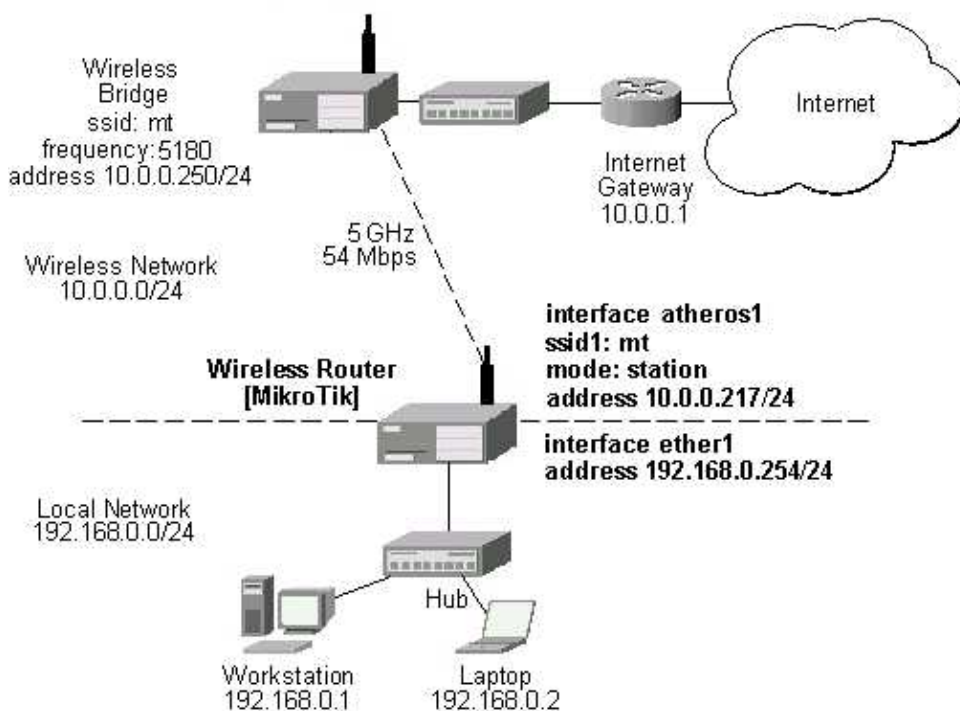 Wireless
Bridge
ssid: mt
frequency:5180
address 10.0.0.250/24
Internet
Internet
Gateway
10.0.0.1
5 GHz
54 Mbps
Wireless Network
10.0.0.0/24
interface atheros1
ssid1: mt
mode: station
address 10.0.0.217/24
Wireless Router
[MikroTik]
interface ether1
address 192.168.0.254/24
Local Network
192.168.0.0/24
Hub
Workstation
192.168.0.1
Laptop
192.168.0.2